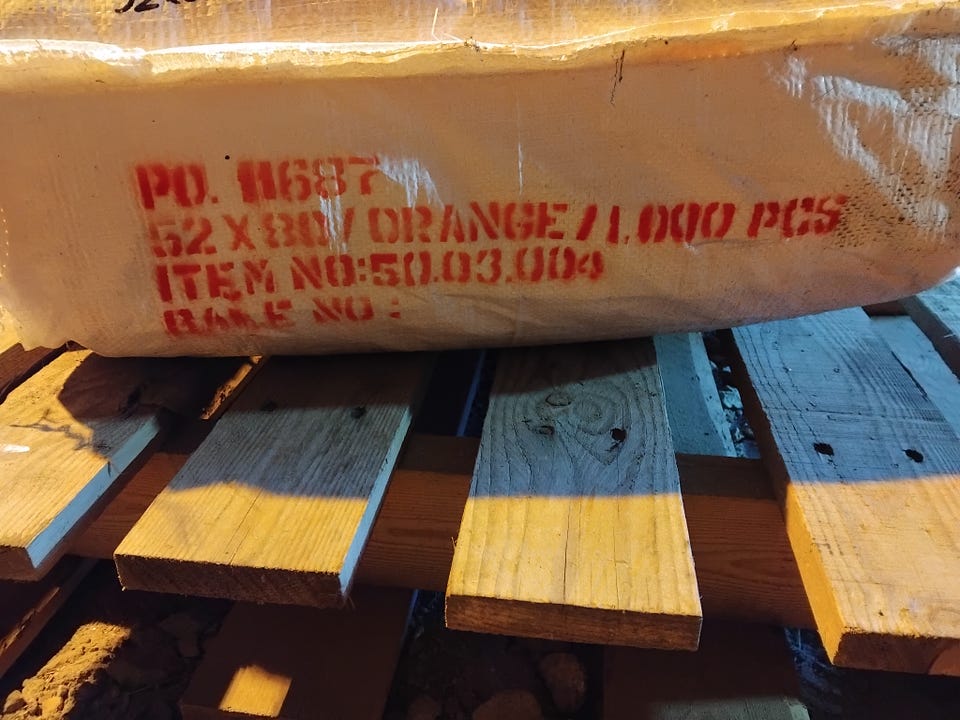 PO. 11687
52 X 80/ ORANGE/1,000 PCS
ITEM NO:50.03.004
BALE NO :